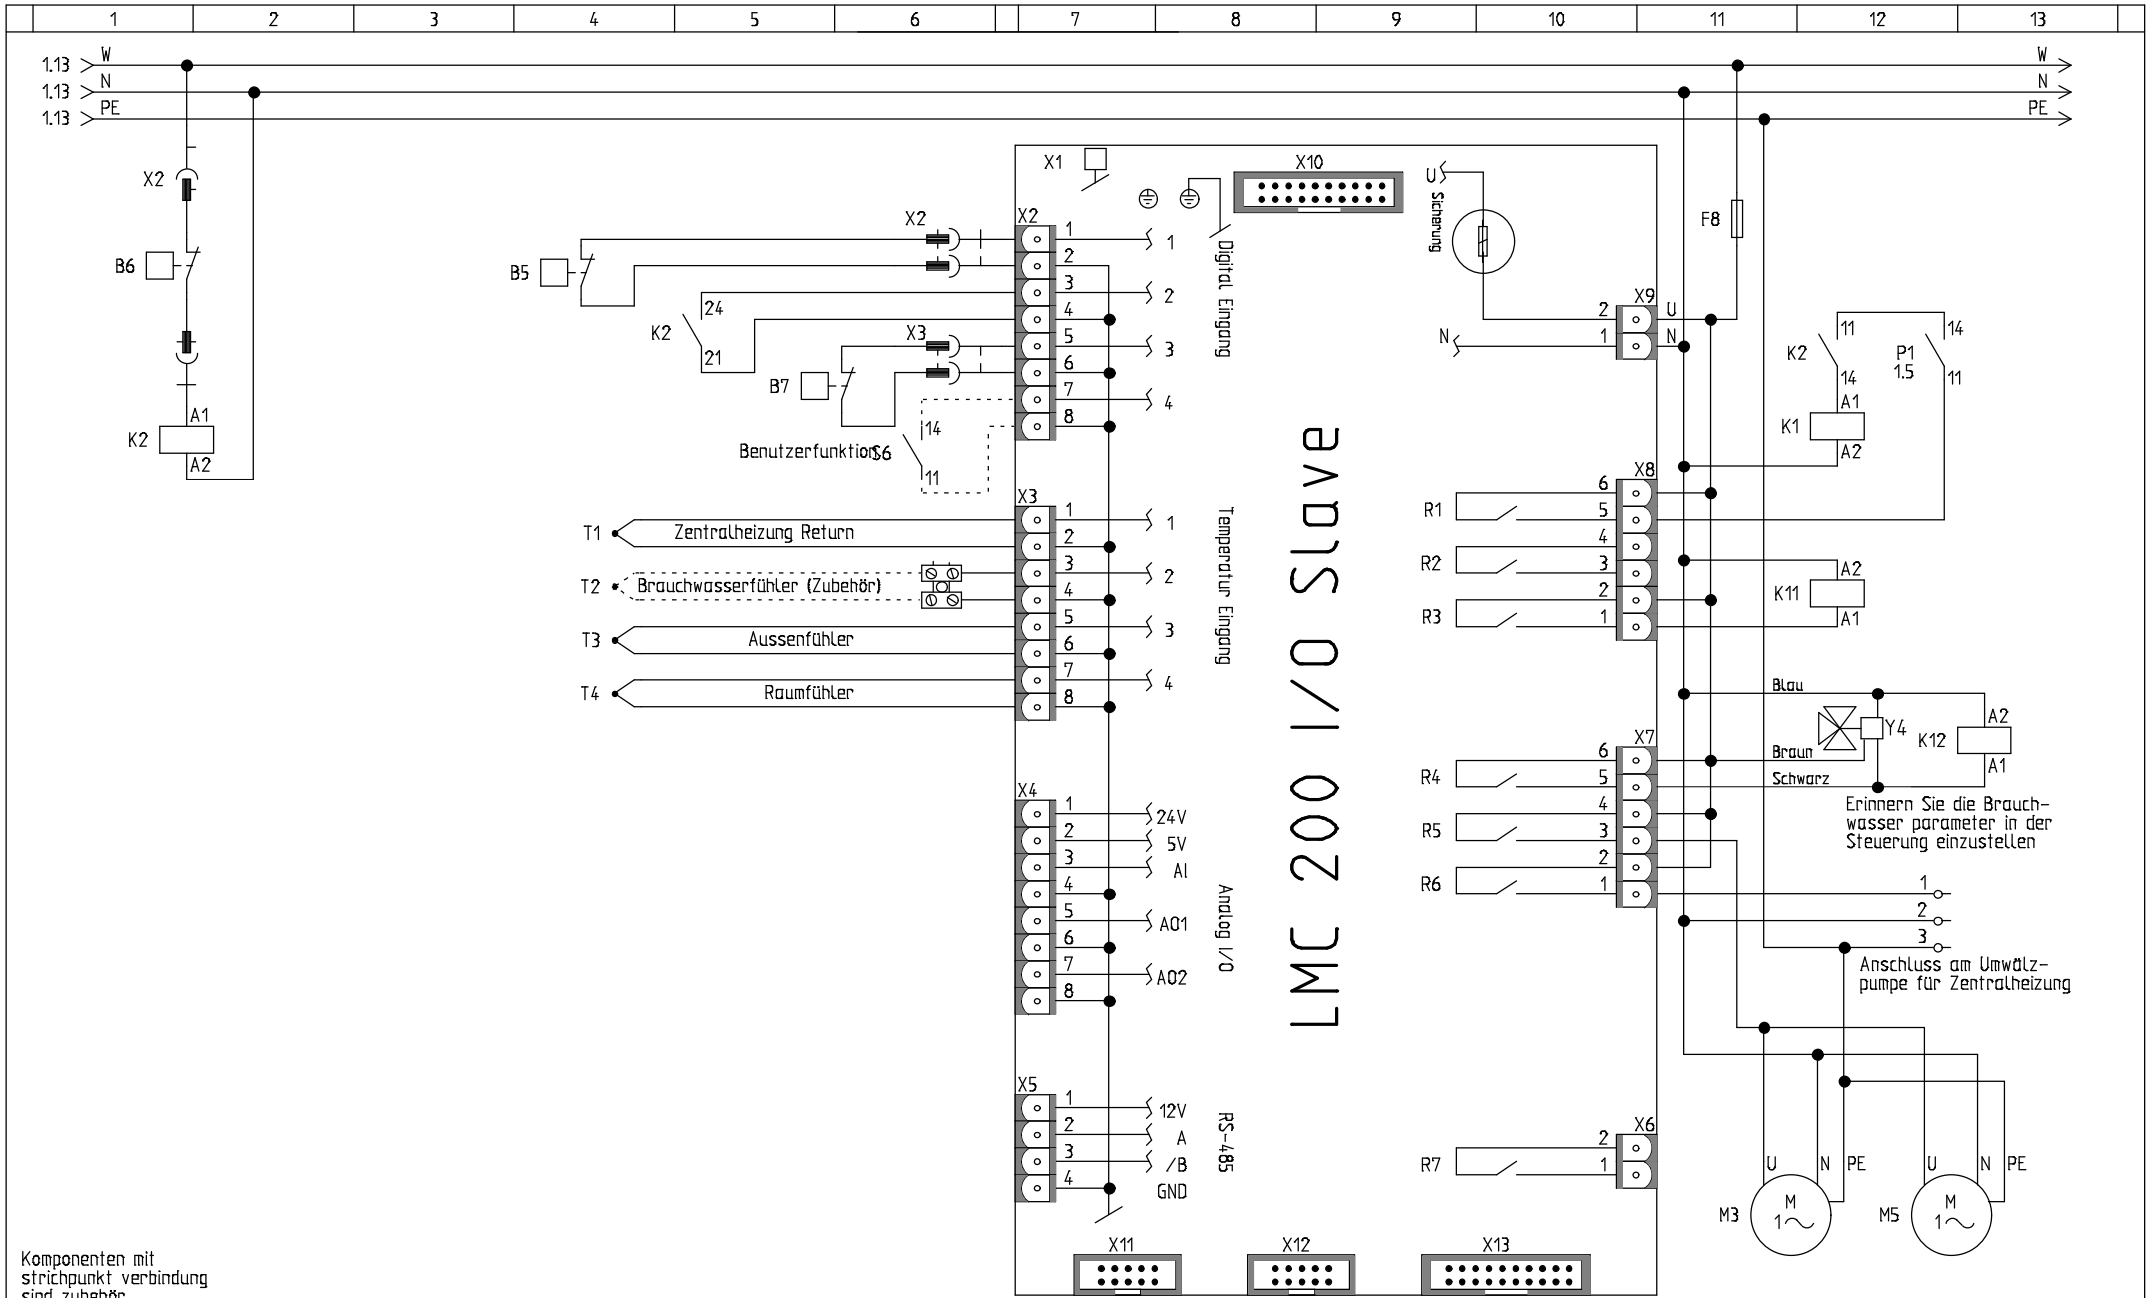 1 2 3 4 5 6 7 8 9 10 11 12 13
1.13 W W
1.13 N N
1.13 PE PE
X2
B6
A1
K2
A2
B5
X2
24
K2
21
X3
B7
14
Benutzerfunktion S6
11
T1 Zentralheizung Return
T2 Brauchwasserfühler (Zubehör)
T3 Aussenfühler
T4 Raumfühler
X1
X10
X2
1 1
2
3 2
4
5 3
6
7 4
8
Digital Eingang
X3
1 1
2
3 2
4
5 3
6
7 4
8
Temperatur Eingang
X4
1 24V
2 5V
3 AI
4
5 AO1
6
7 AO2
8
Analog I/O
X5
1 12V
2 A
3 /B
4 GND
RS-485
LMC 200 I/O Slave
X11 X12 X13
U
Sicherung
X9
2 U
N 1 N
F8
X8
6
R1 5
4
R2 3
2
R3 1
X7
6
R4 5
4
R5 3
2
R6 1
X6
2
R7 1
11 14
K2 P1
1.5
14 11
A1
K1
A2
A2
K11
A1
Blau
Y4
A2
K12
Braun
A1
Schwarz
Erinnern Sie die Brauch-
wasser parameter in der
Steuerung einzustellen
1
2
3
Anschluss am Umwälz-
pumpe für Zentralheizung
U N PE U N PE
M3 M 1 M5 M 1
Komponenten mit
strichpunkt verbindung
sind zubehör